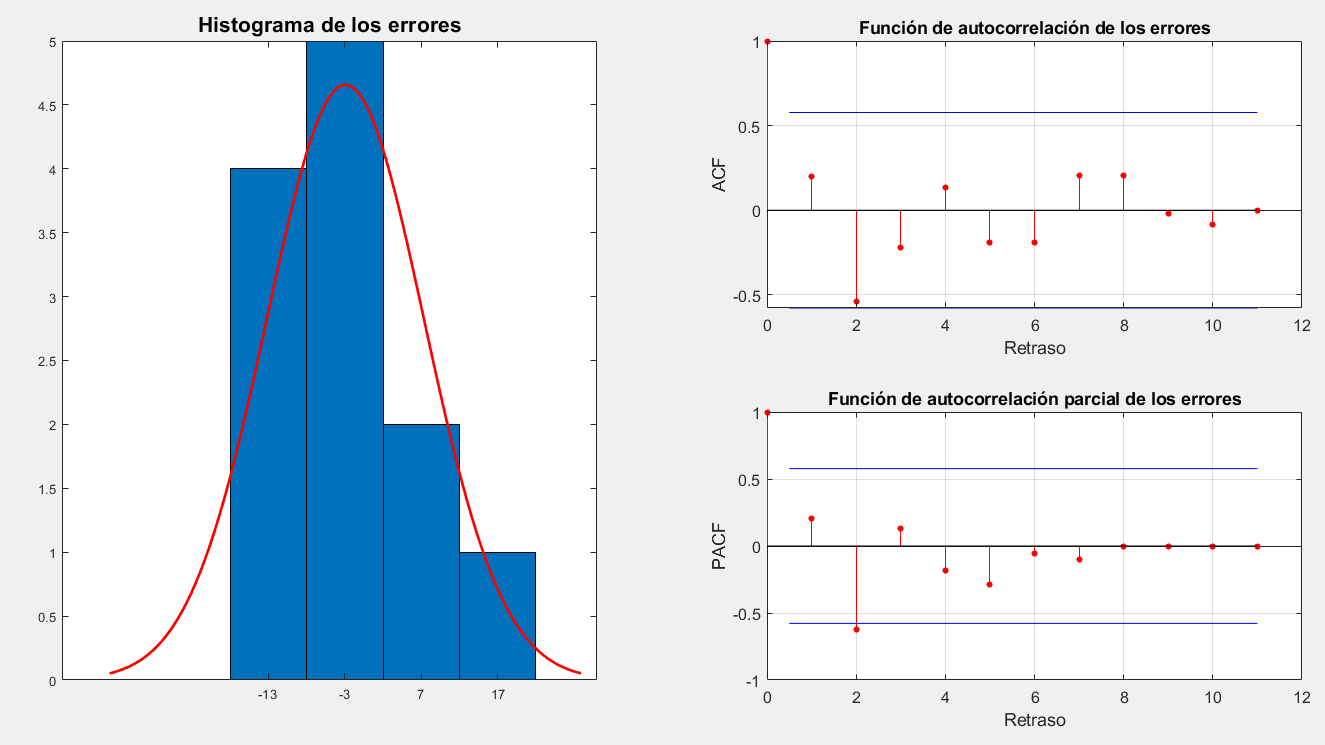 Histograma de los errores
5
4.5
4
3.5
3
2.5
2
1.5
1
0.5
0
-13 -3 7 17
Función de autocorrelación de los errores
1
0.5
0
-0.5
ACF
0 2 4 6 8 10 12
Retraso
Función de autocorrelación parcial de los errores
1
0.5
0
-0.5
-1
PACF
0 2 4 6 8 10 12
Retraso